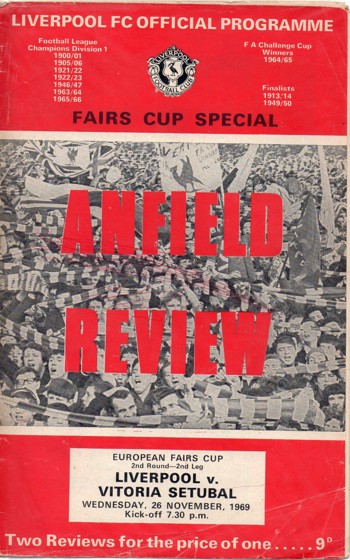 LIVERPOOL FC OFFICIAL PROGRAMME
Football League
Champions Division 1
1900/01
1905/06
1921/22
1922/23
1946/47
1963/64
1965/66
LIVERPOOL
FOOTBALL CLUB
F A Challenge Cup
Winners
1964/65
Finalists
1913/14
1949/50
FAIRS CUP SPECIAL
ANFIELD
REVIEW
EUROPEAN FAIRS CUP
2nd Round—2nd Leg
LIVERPOOL v.
VITORIA SETUBAL
WEDNESDAY, 26 NOVEMBER, 1969
Kick-off 7.30 p.m.
Two Reviews for the price of one.....9D